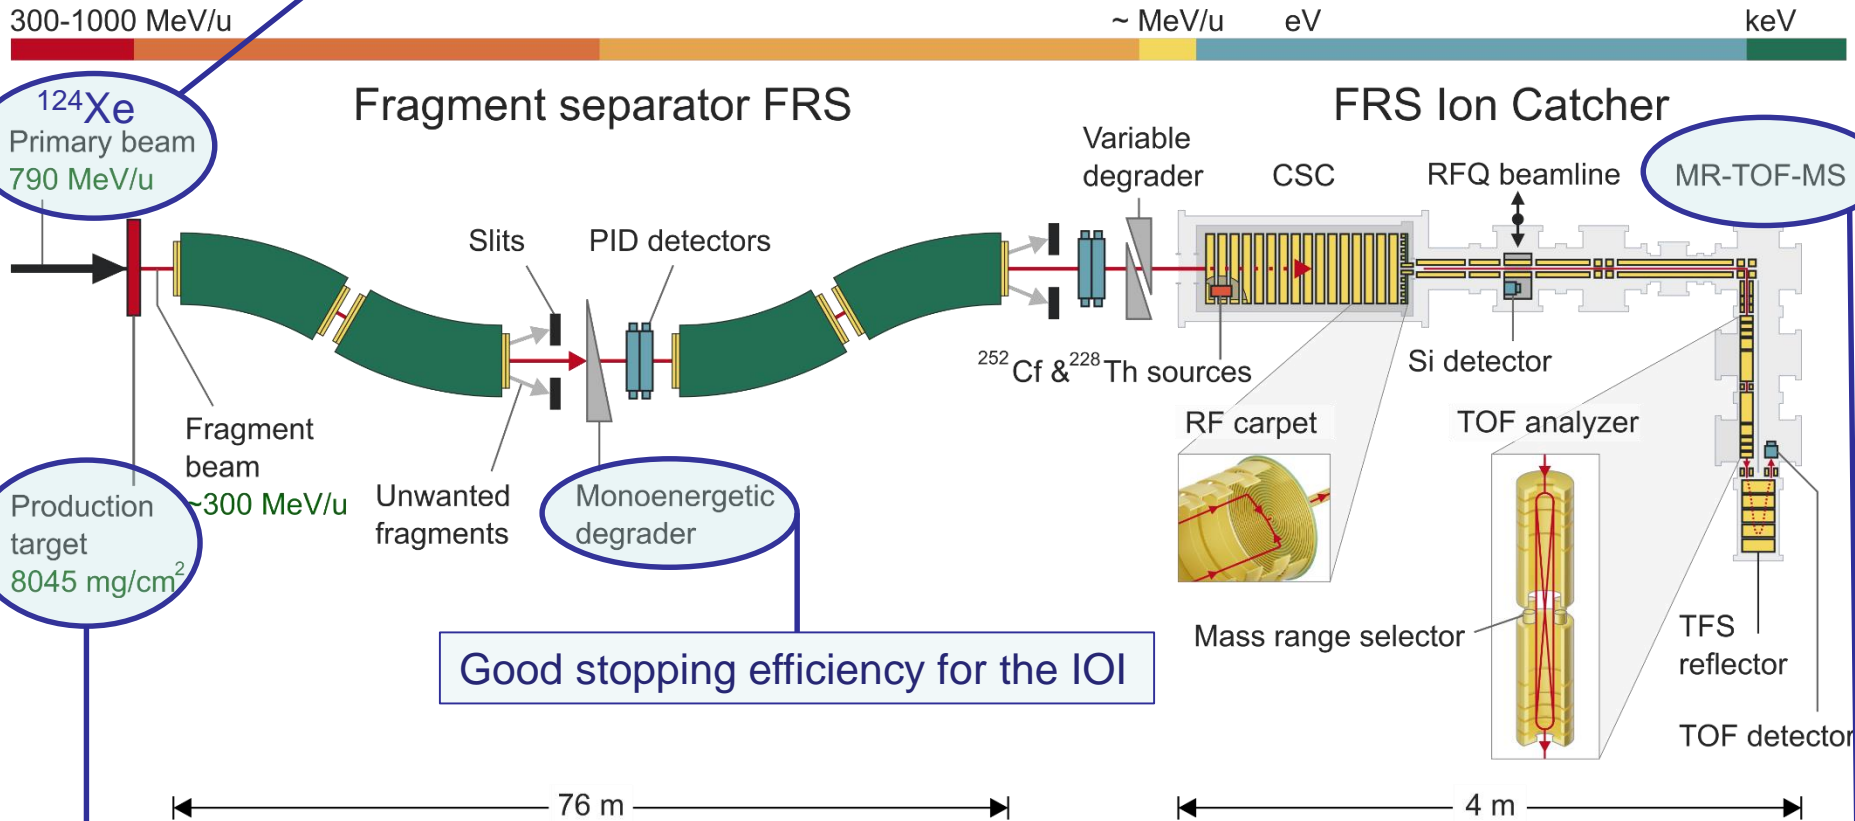 300-1000 MeV/u
~ MeV/u
eV
keV
Fragment separator FRS
FRS Ion Catcher
¹²⁴Xe
Primary beam
790 MeV/u
Variable
degrader
CSC
RFQ beamline
MR-TOF-MS
Slits
PID detectors
²⁵²Cf &²²⁸Th sources
Si detector
Fragment
beam
~300 MeV/u
RF carpet
TOF analyzer
Production
target
8045 mg/cm²
Unwanted
fragments
Monoenergetic
degrader
Good stopping efficiency for the IOI
Mass range selector
TFS
reflector
TOF detector
76 m
4 m